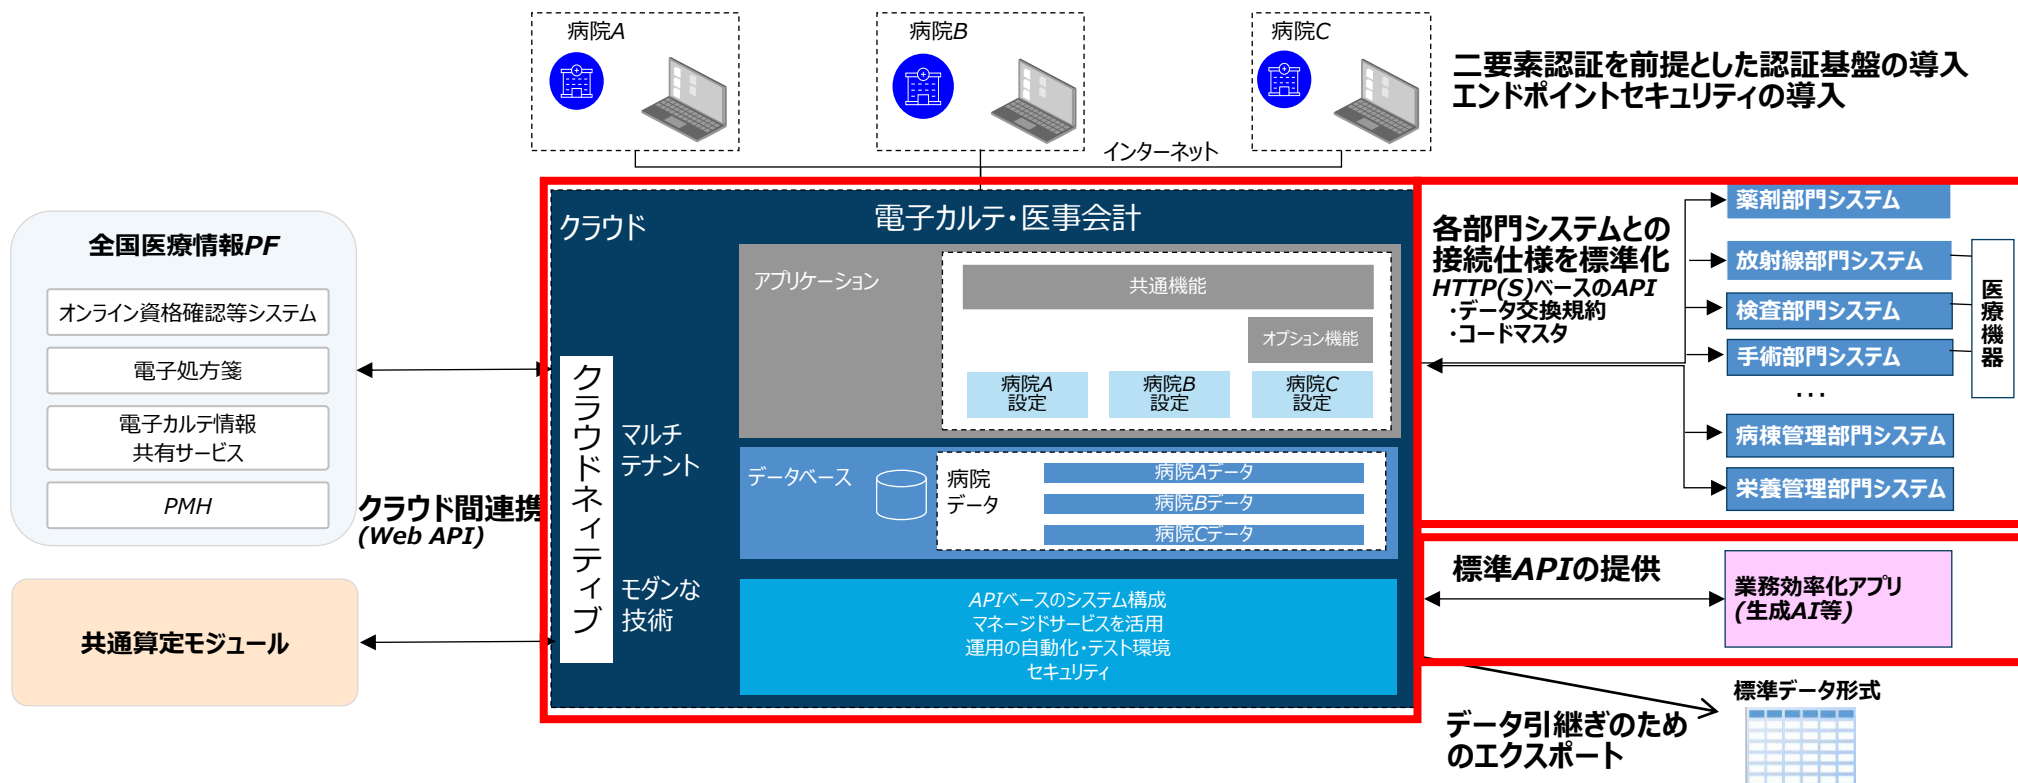 病院A
病院B
病院C
二要素認証を前提とした認証基盤の導入
エンドポイントセキュリティの導入
インターネット
全国医療情報PF
オンライン資格確認等システム
電子処方箋
電子カルテ情報
共有サービス
PMH
クラウド間連携
(Web API)
共通算定モジュール
クラウド
電子カルテ・医事会計
クラウドネイティブ
マルチ
テナント
モダンな
技術
アプリケーション
共通機能
オプション機能
病院A
設定
病院B
設定
病院C
設定
データベース
病院
データ
病院Aデータ
病院Bデータ
病院Cデータ
APIベースのシステム構成
マネージドサービスを活用
運用の自動化・テスト環境
セキュリティ
各部門システムとの
接続仕様を標準化
HTTP(S)ベースのAPI
・データ交換規約
・コードマスタ
薬剤部門システム
放射線部門システム
検査部門システム
手術部門システム
・・・
病棟管理部門システム
栄養管理部門システム
医療機器
標準APIの提供
業務効率化アプリ
(生成AI等)
標準データ形式
データ引継ぎのため
のエクスポート